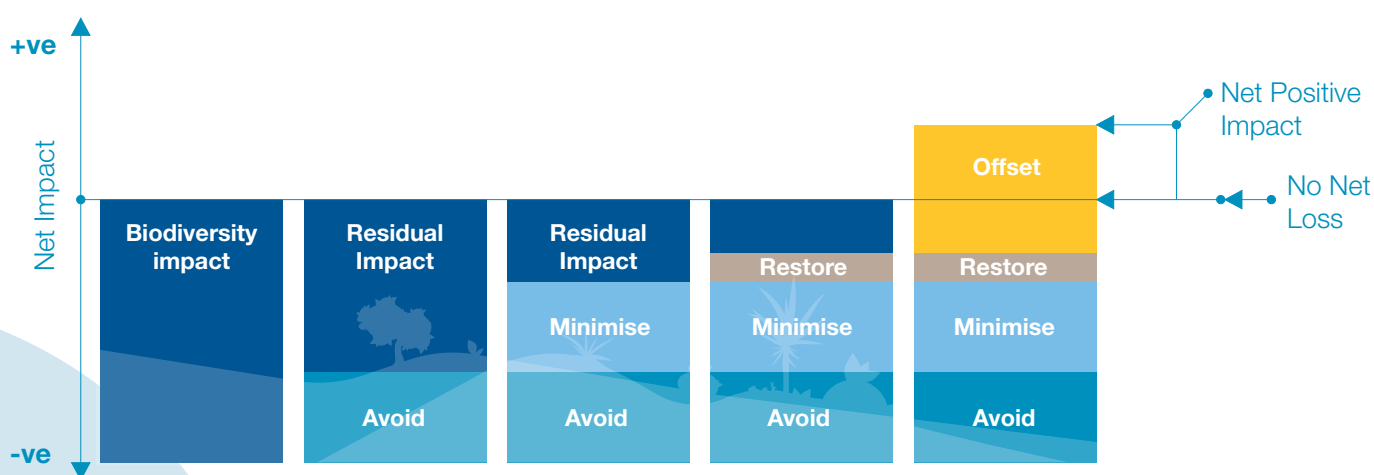 +ve
Net Impact
-ve
Biodiversity
impact
Residual
Impact
Avoid
Residual
Impact
Minimise
Avoid
Restore
Minimise
Avoid
Offset
Restore
Minimise
Avoid
Net Positive
Impact
No Net
Loss